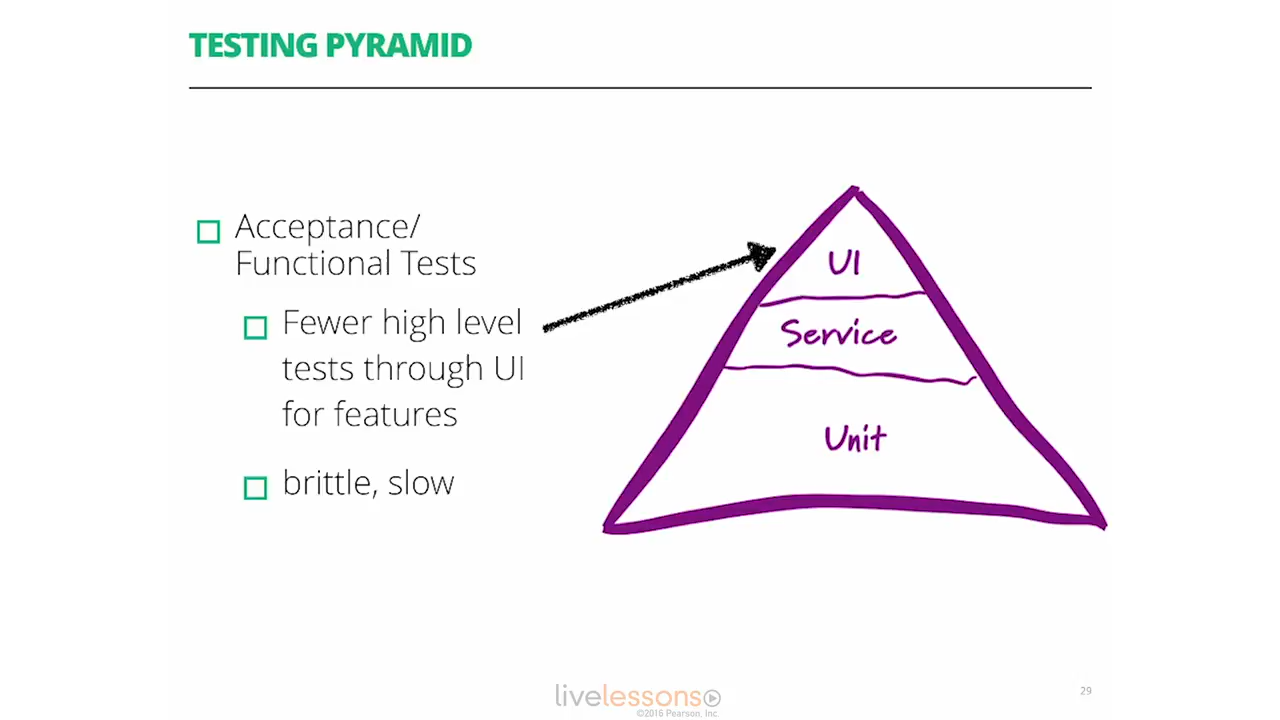 TESTING PYRAMID
Acceptance/
Functional Tests
Fewer high level
tests through UI
for features
brittle, slow
UI
Service
Unit
livelessons
©2016 Pearson, Inc.
29